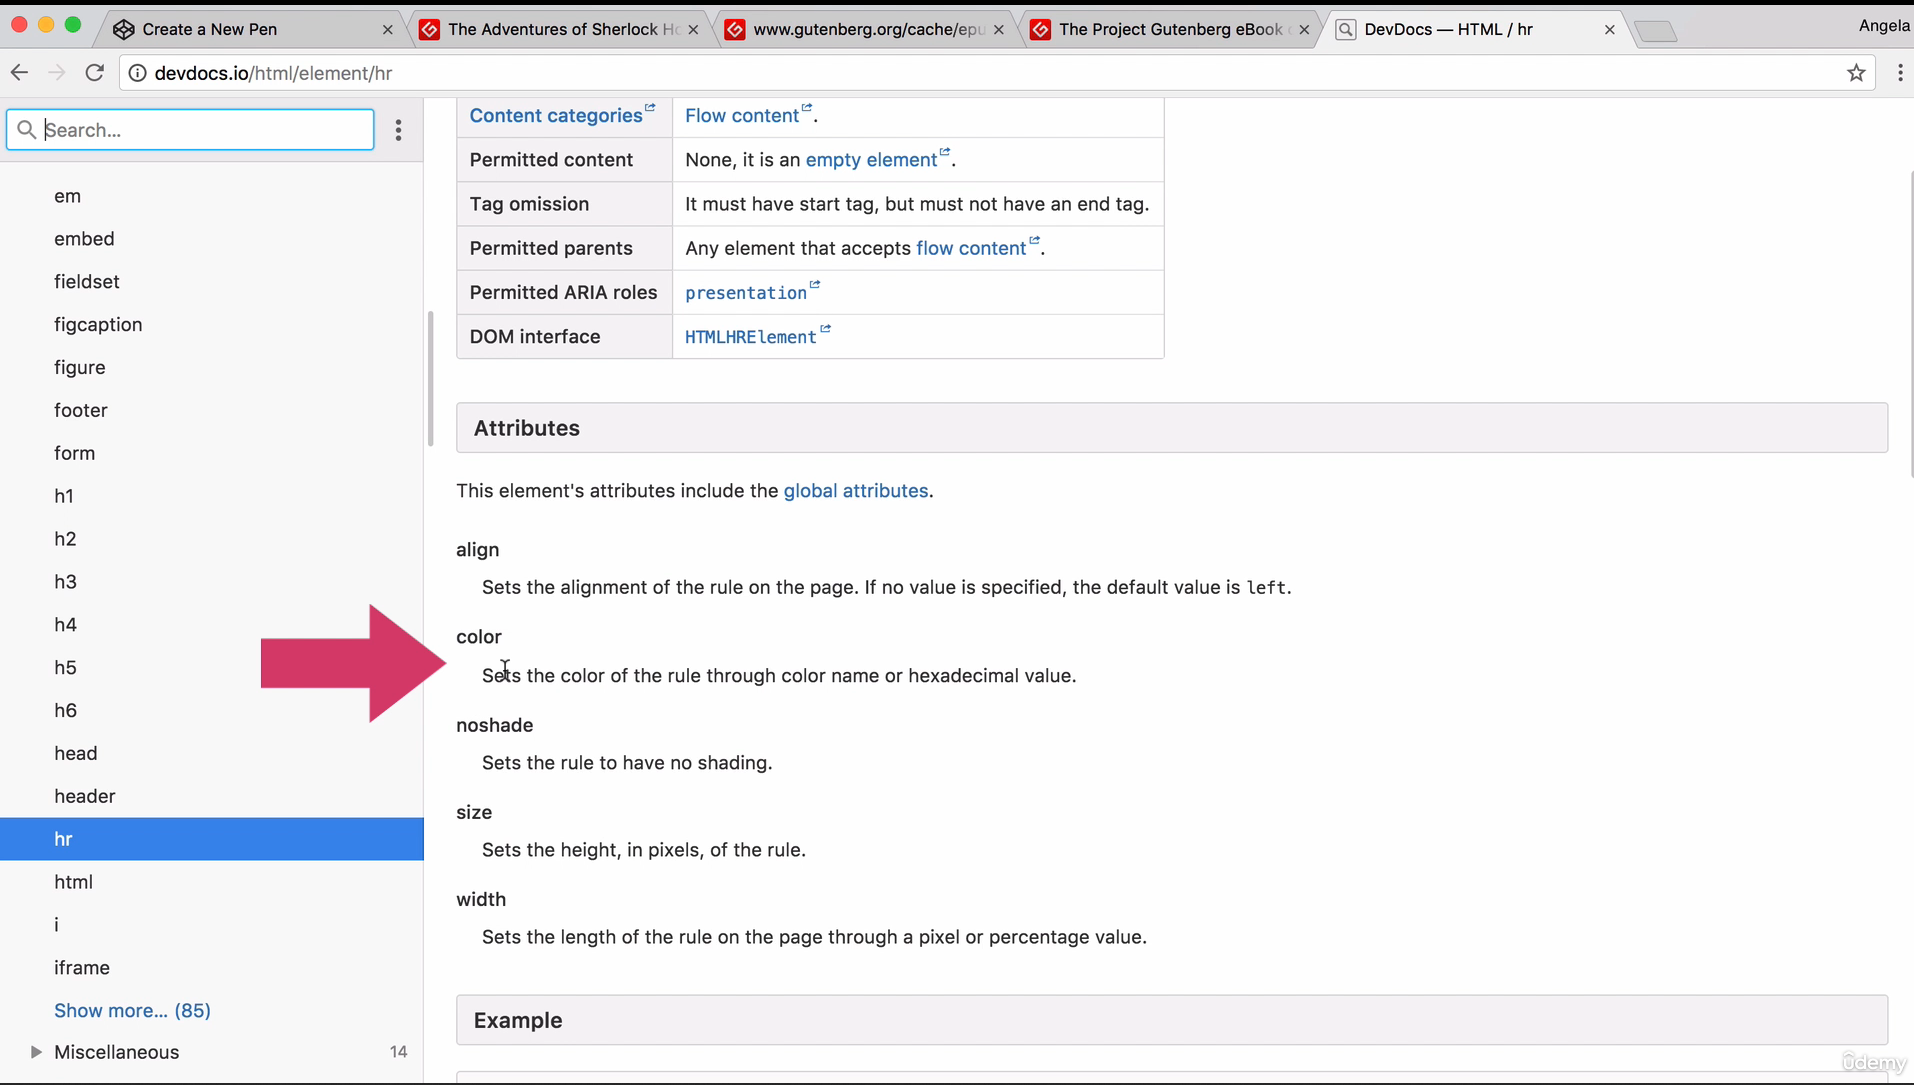 Create a New Pen
The Adventures of Sherlock Ho
www.gutenberg.org/cache/epu
The Project Gutenberg eBook
DevDocs — HTML / hr
Angela
devdocs.io/html/element/hr
Search...
em
embed
fieldset
figcaption
figure
footer
form
h1
h2
h3
h4
h5
h6
head
header
hr
html
i
iframe
Show more... (85)
Miscellaneous 14
Content categories Flow content.
Permitted content None, it is an empty element.
Tag omission It must have start tag, but must not have an end tag.
Permitted parents Any element that accepts flow content.
Permitted ARIA roles presentation
DOM interface HTMLHRElement
Attributes
This element's attributes include the global attributes.
align
Sets the alignment of the rule on the page. If no value is specified, the default value is left.
color
Sets the color of the rule through color name or hexadecimal value.
noshade
Sets the rule to have no shading.
size
Sets the height, in pixels, of the rule.
width
Sets the length of the rule on the page through a pixel or percentage value.
Example
ûdemy